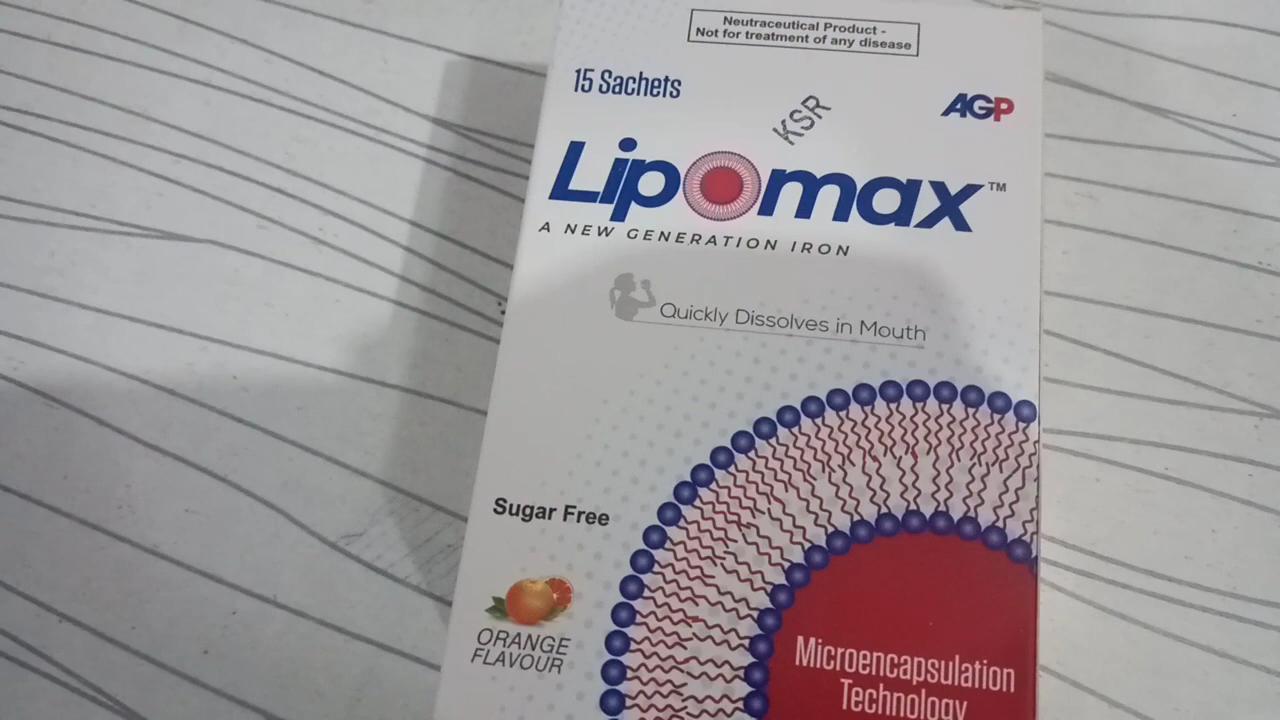 Neutraceutical Product -
Not for treatment of any disease
15 Sachets
AGP
KSR
Lipomax™
A NEW GENERATION IRON
Quickly Dissolves in Mouth
Sugar Free
ORANGE
FLAVOUR
Microencapsulation
Technology